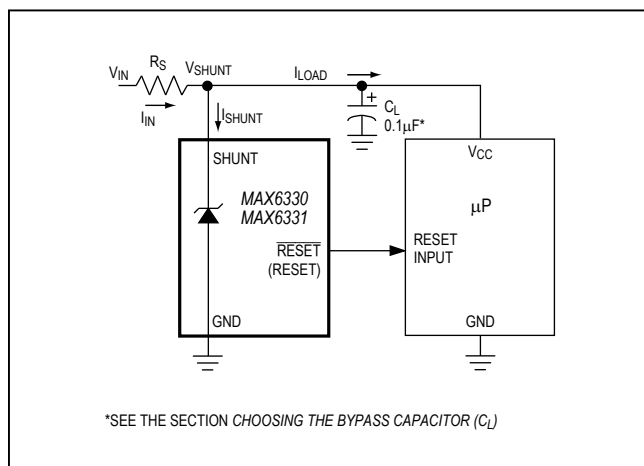 V_IN
R_S
V_SHUNT
I_LOAD
I_IN
I_SHUNT
+
C_L
0.1μF*
SHUNT
V_CC
MAX6330
MAX6331
μP
RESET
(RESET)
RESET
INPUT
GND
GND
*SEE THE SECTION CHOOSING THE BYPASS CAPACITOR (C_L)